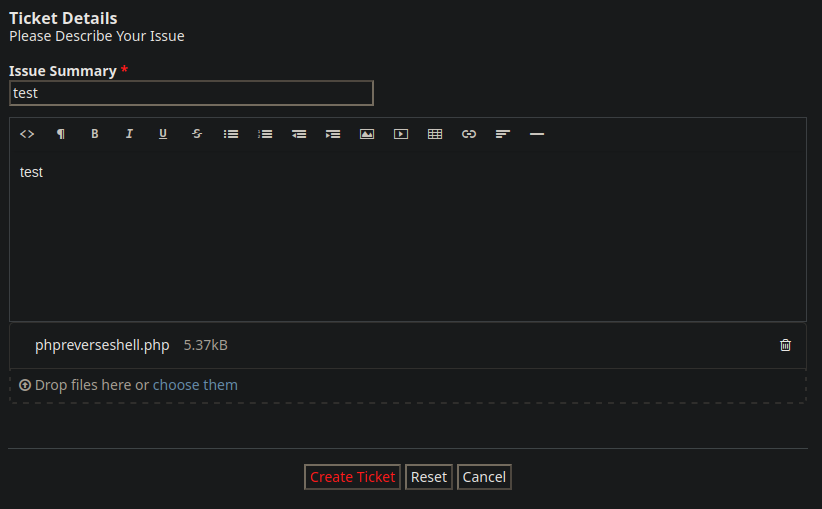 Ticket Details
Please Describe Your Issue
Issue Summary *
test
<> ¶ B I U S
test
phpreverseshell.php 5.37kB
Drop files here or choose them
Create Ticket Reset Cancel